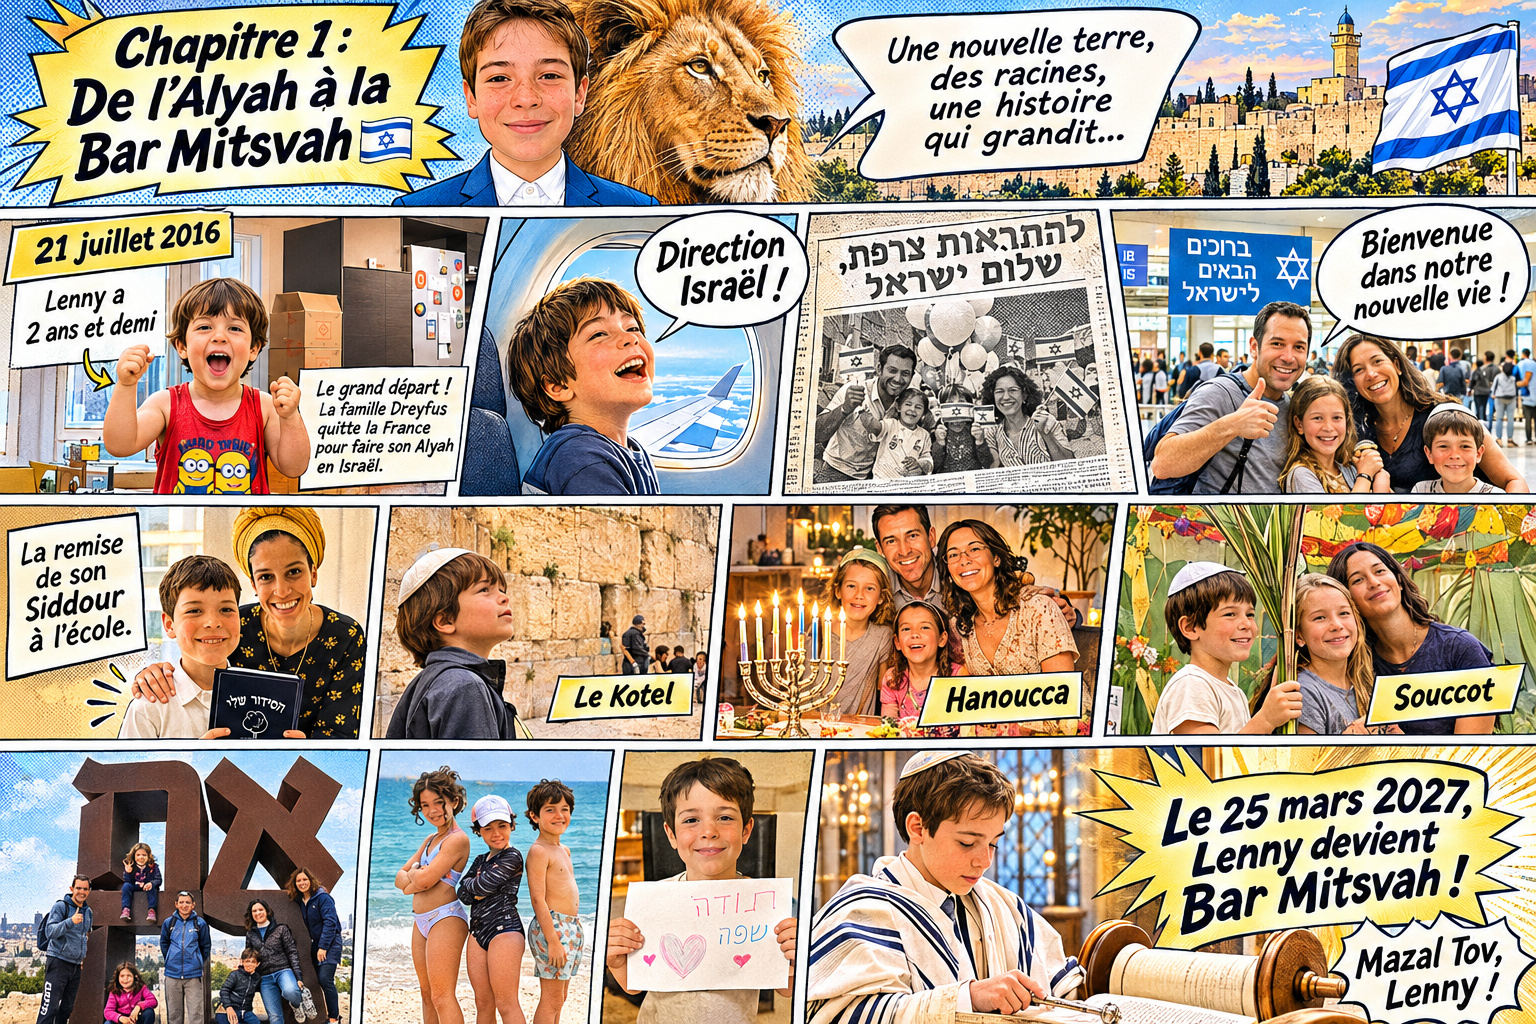 Chapitre 1 :
De l'Alyah à la
Bar Mitsvah
Une nouvelle terre,
des racines,
une histoire
qui grandit...
21 juillet 2016
Lenny a
2 ans et demi
Le grand départ !
La famille Dreyfus
quitte la France
pour faire son Alyah
en Israël.
Direction
Israël !
להתראות צרפת,
שלום ישראל
ברוכים
הבאים
לישראל
Bienvenue
dans notre
nouvelle vie !
La remise
de son
Siddour
à l'école.
הסידור שלי
Le Kotel
Hanoucca
Souccot
תודה
שפה
Le 25 mars 2027,
Lenny devient
Bar Mitsvah !
Mazal Tov,
Lenny !